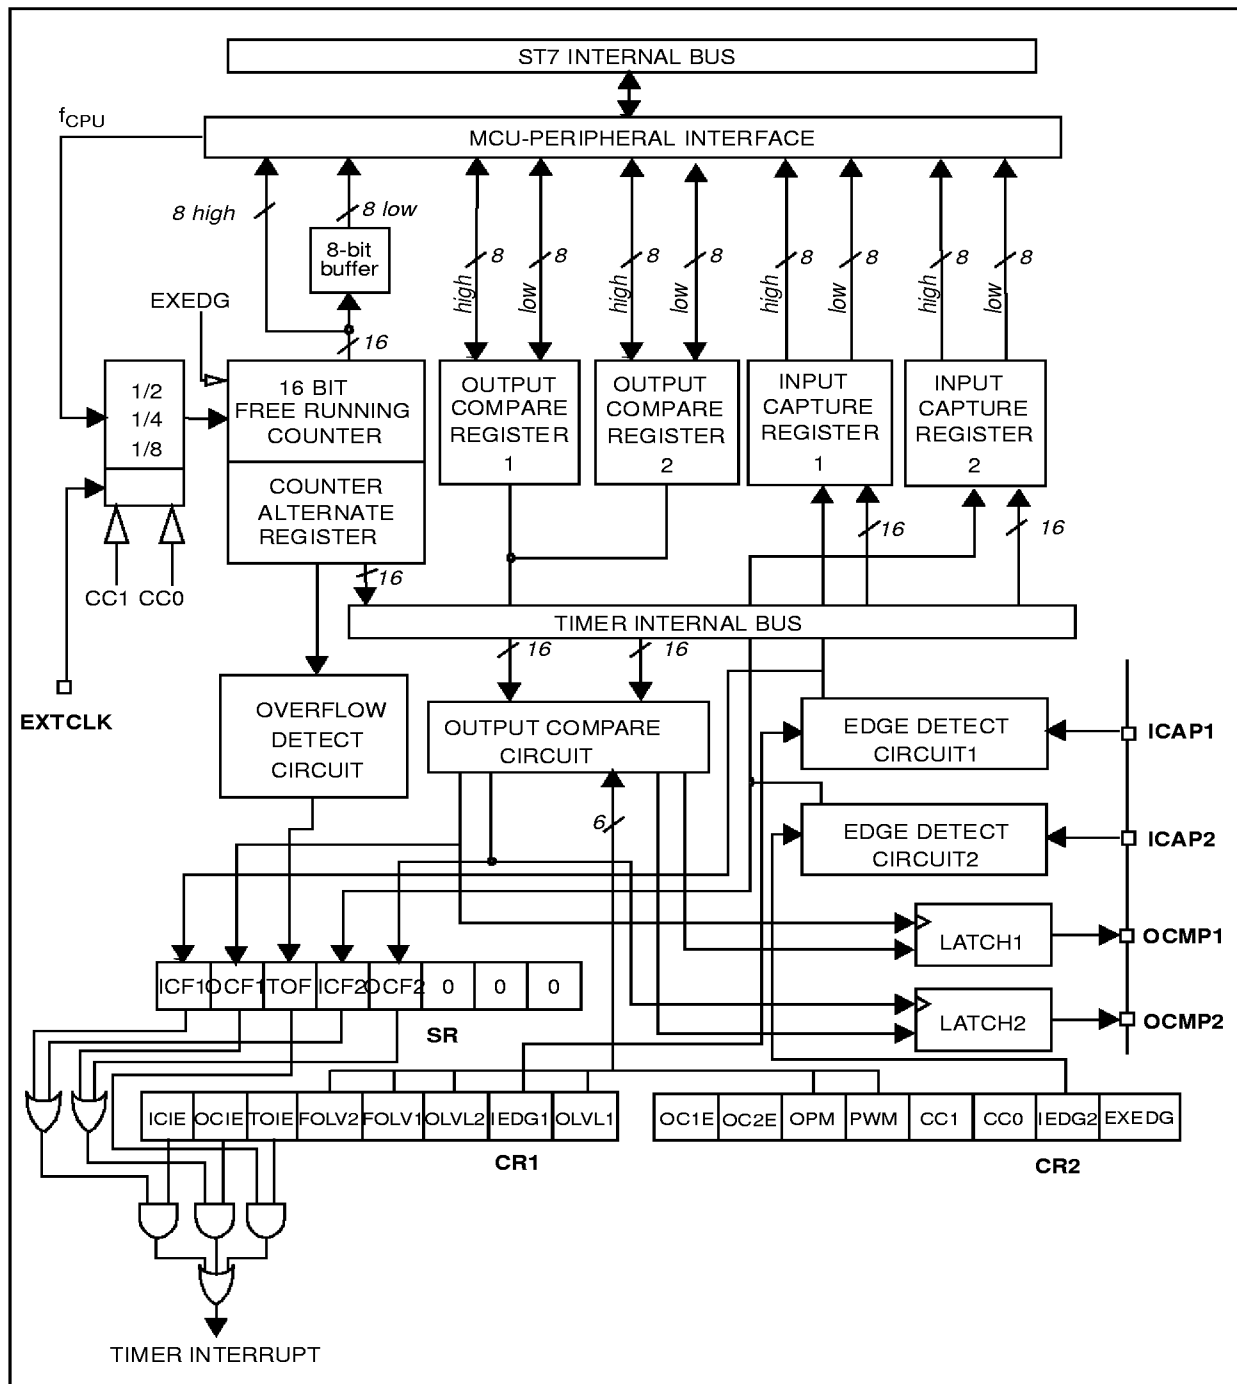 ST7 INTERNAL BUS
fCPU
MCU-PERIPHERAL INTERFACE
8 high
8 low
8-bit
buffer
8
8
8
8
8
8
8
8
high
low
high
low
high
low
high
low
EXEDG
16
1/2
1/4
1/8
16 BIT
FREE RUNNING
COUNTER
OUTPUT
COMPARE
REGISTER
1
OUTPUT
COMPARE
REGISTER
2
INPUT
CAPTURE
REGISTER
1
INPUT
CAPTURE
REGISTER
2
COUNTER
ALTERNATE
REGISTER
16
16
16
CC1
CC0
TIMER INTERNAL BUS
16
16
EXTCLK
OVERFLOW
DETECT
CIRCUIT
OUTPUT COMPARE
CIRCUIT
EDGE DETECT
CIRCUIT1
ICAP1
6
EDGE DETECT
CIRCUIT2
ICAP2
LATCH1
OCMP1
ICF1
OCF1
TOF
ICF2
OCF2
0
0
0
SR
LATCH2
OCMP2
ICIE
OCIE
TOIE
FOLV2
FOLV1
OLVL2
IEDG1
OLVL1
CR1
OC1E
OC2E
OPM
PWM
CC1
CC0
IEDG2
EXEDG
CR2
TIMER INTERRUPT